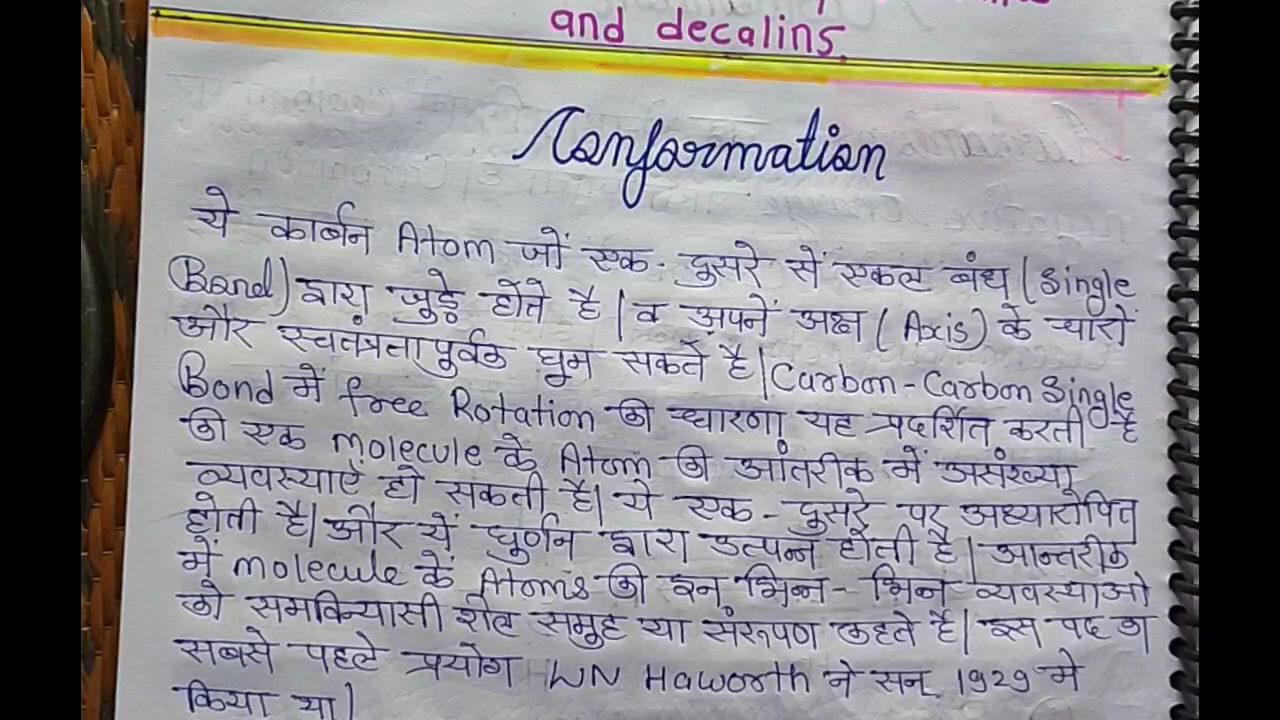 and decalins.
Conformation
ये कार्बन Atom जों एक-दुसरे सें एकल बंध (Single
Bond) द्वारा जुड़े होंते है। व अपनें अक्ष (Axis) के चारों
और स्वतंत्रतापुर्वक घूम सकतें है। Carbon-Carbon Single
Bond में free Rotation की धारणा यह प्रदर्शित करती है
की एक molecule के Atom की आंतरीक में असंख्या
व्यवस्थाऐं हो सकती है। ये एक-दुसरे पर अध्यारोपित
होती है। और यें घुर्णन द्वारा उत्पन्न होती है। आन्तरीक
में molecule कें Atoms की इन भिन्न-भिन्न व्यवस्थाओ
को समविन्यासी शील समुह या संरूपण कहते है। इस पद का
सबसे पहले प्रयोग WN Haworth ने सन् 1929 मे
किया था।